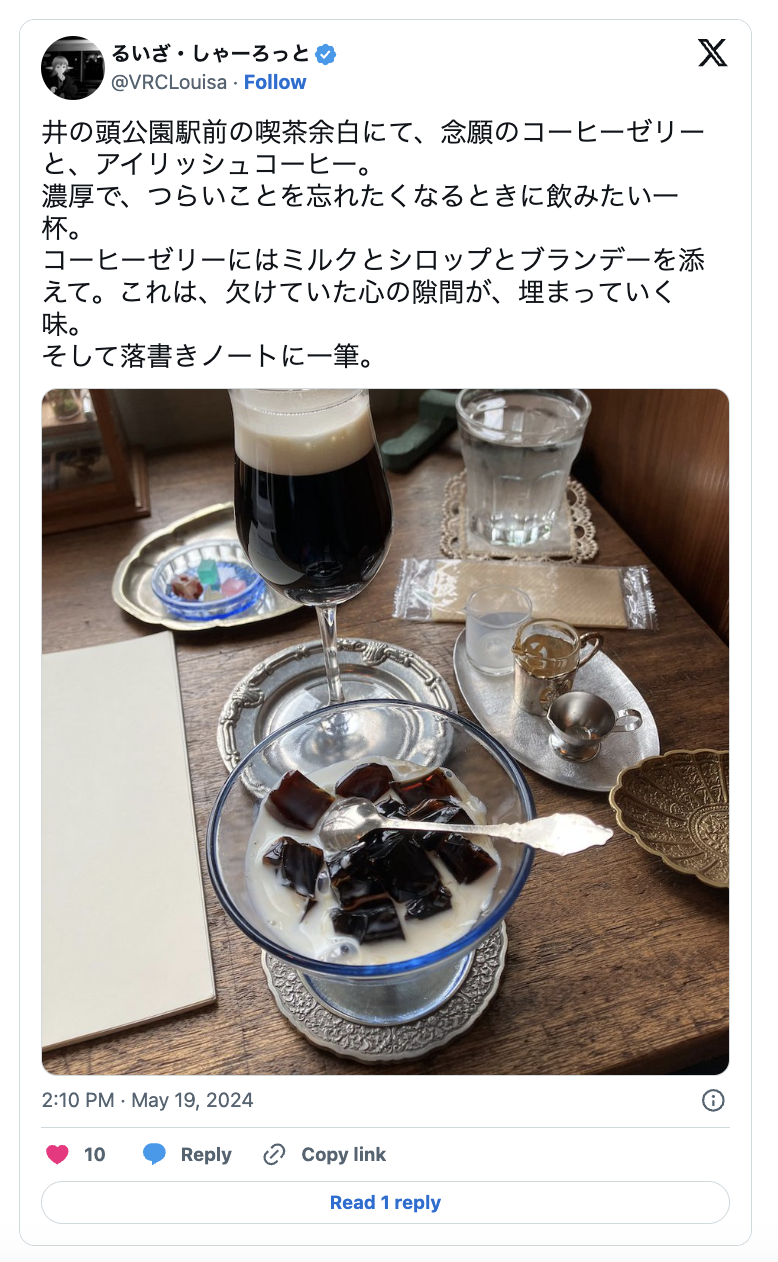 るいざ・しゃーろっと
@VRCLouisa · Follow
井の頭公園駅前の喫茶余白にて、念願のコーヒーゼリー
と、アイリッシュコーヒー。
濃厚で、つらいことを忘れたくなるときに飲みたい一
杯。
コーヒーゼリーにはミルクとシロップとブランデーを添
えて。これは、欠けていた心の隙間が、埋まっていく
味。
そして落書きノートに一筆。
2:10 PM · May 19, 2024
10 Reply Copy link
Read 1 reply